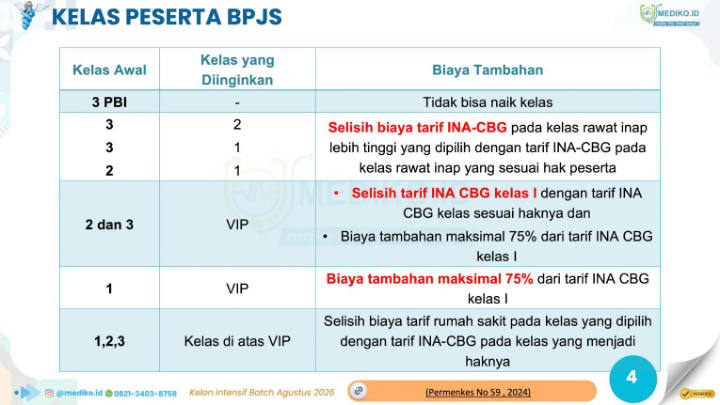 KELAS PESERTA BPJS
MEDIKO.ID
Kelas Awal
Kelas yang
Diinginkan
Biaya Tambahan
3 PBI
-
Tidak bisa naik kelas
3
2
3
1
2
1
Selisih biaya tarif INA-CBG pada kelas rawat inap
lebih tinggi yang dipilih dengan tarif INA-CBG pada
kelas rawat inap yang sesuai hak peserta
2 dan 3
VIP
• Selisih tarif INA CBG kelas I dengan tarif INA
CBG kelas sesuai haknya dan
• Biaya tambahan maksimal 75% dari tarif INA CBG
kelas I
1
VIP
Biaya tambahan maksimal 75% dari tarif INA CBG
kelas I
1,2,3
Kelas di atas VIP
Selisih biaya tarif rumah sakit pada kelas yang dipilih
dengan tarif INA-CBG pada kelas yang menjadi
haknya
MEDIKO.ID
4
@mediko.id
0821-3403-8758
Kelon Intensif Batch Agustus 2026
(Permenkes No 59 , 2024)